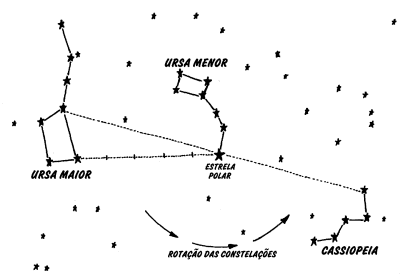 URSA MENOR
URSA MAIOR
ESTRELA
POLAR
ROTAÇÃO DAS CONSTELAÇÕES
CASSIOPEIA